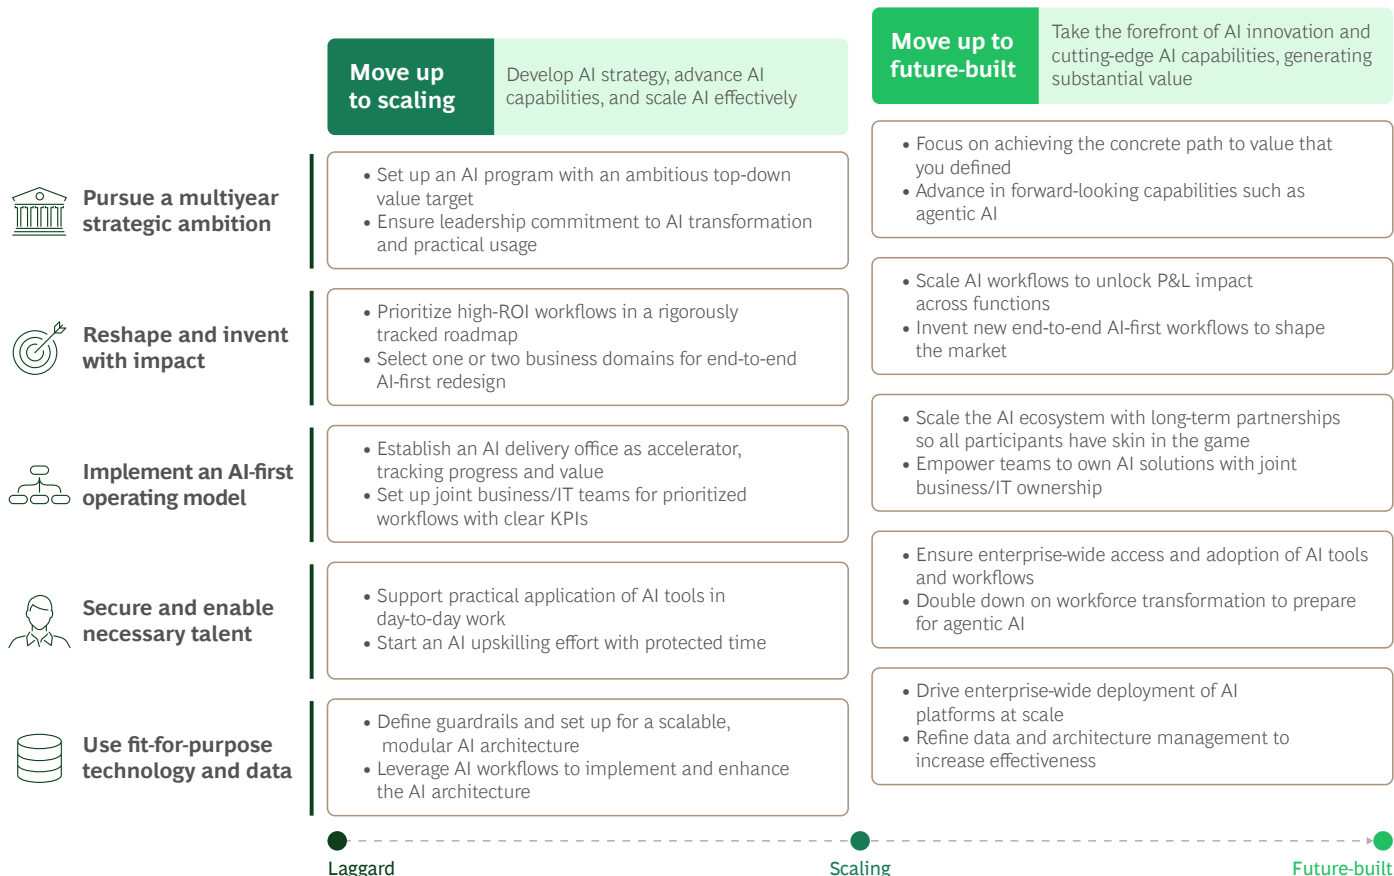 Move up
to scaling
Develop AI strategy, advance AI
capabilities, and scale AI effectively
Move up to
future-built
Take the forefront of AI innovation and
cutting-edge AI capabilities, generating
substantial value
Pursue a multiyear
strategic ambition
• Set up an AI program with an ambitious top-down
value target
• Ensure leadership commitment to AI transformation
and practical usage
• Focus on achieving the concrete path to value that
you defined
• Advance in forward-looking capabilities such as
agentic AI
Reshape and invent
with impact
• Prioritize high-ROI workflows in a rigorously
tracked roadmap
• Select one or two business domains for end-to-end
AI-first redesign
• Scale AI workflows to unlock P&L impact
across functions
• Invent new end-to-end AI-first workflows to shape
the market
Implement an AI-first
operating model
• Establish an AI delivery office as accelerator,
tracking progress and value
• Set up joint business/IT teams for prioritized
workflows with clear KPIs
• Scale the AI ecosystem with long-term partnerships
so all participants have skin in the game
• Empower teams to own AI solutions with joint
business/IT ownership
Secure and enable
necessary talent
• Support practical application of AI tools in
day-to-day work
• Start an AI upskilling effort with protected time
• Ensure enterprise-wide access and adoption of AI tools
and workflows
• Double down on workforce transformation to prepare
for agentic AI
Use fit-for-purpose
technology and data
• Define guardrails and set up for a scalable,
modular AI architecture
• Leverage AI workflows to implement and enhance
the AI architecture
• Drive enterprise-wide deployment of AI
platforms at scale
• Refine data and architecture management to
increase effectiveness
Laggard
Scaling
Future-built